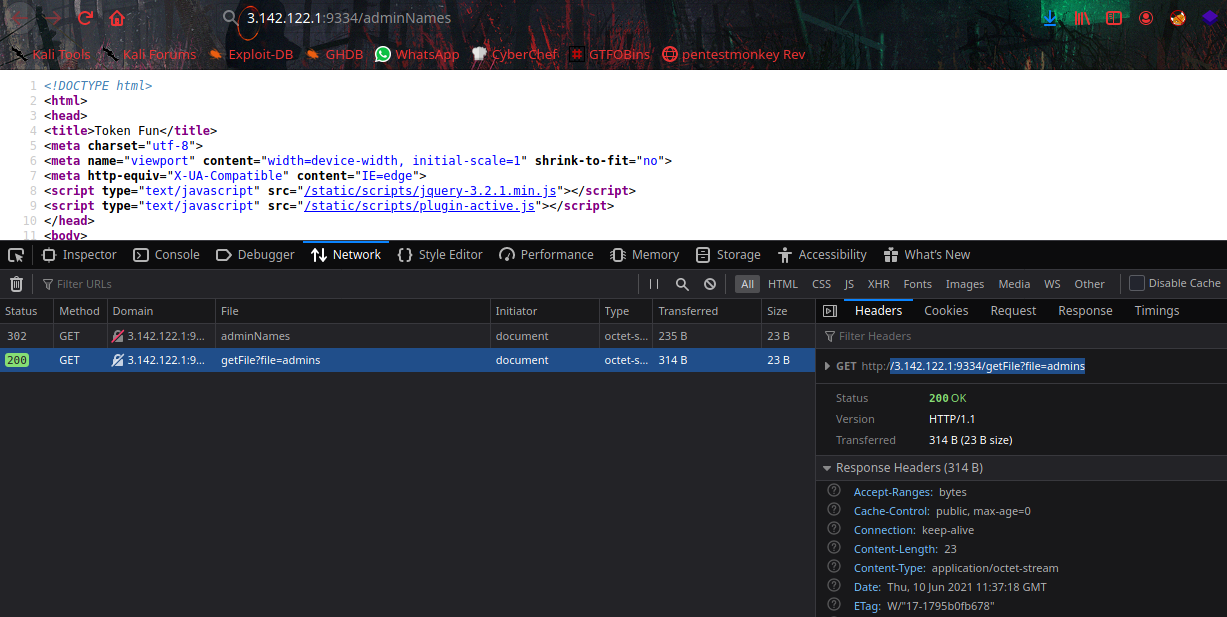 3.142.122.1:9334/adminNames
Kali Tools Kali Forums Exploit-DB GHDB WhatsApp CyberChef GTFOBins pentestmonkey Rev
1 <!DOCTYPE html>
2 <html>
3 <head>
4 <title>Token Fun</title>
5 <meta charset="utf-8">
6 <meta name="viewport" content="width=device-width, initial-scale=1" shrink-to-fit="no">
7 <meta http-equiv="X-UA-Compatible" content="IE=edge">
8 <script type="text/javascript" src="/static/scripts/jquery-3.2.1.min.js"></script>
9 <script type="text/javascript" src="/static/scripts/plugin-active.js"></script>
10 </head>
11 <body>
Inspector Console Debugger Network Style Editor Performance Memory Storage Accessibility What's New
Filter URLs All HTML CSS JS XHR Fonts Images Media WS Other Disable Cache
Status Method Domain File Initiator Type Transferred Size
302 GET 3.142.122.1:9... adminNames document octet-s... 235 B 23 B
200 GET 3.142.122.1:9... getFile?file=admins document octet-s... 314 B 23 B
Headers Cookies Request Response Timings
Filter Headers
GET http://3.142.122.1:9334/getFile?file=admins
Status 200 OK
Version HTTP/1.1
Transferred 314 B (23 B size)
Response Headers (314 B)
Accept-Ranges: bytes
Cache-Control: public, max-age=0
Connection: keep-alive
Content-Length: 23
Content-Type: application/octet-stream
Date: Thu, 10 Jun 2021 11:37:18 GMT
ETag: W/"17-1795b0fb678"